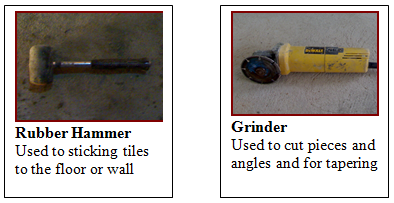 Rubber Hammer
Used to sticking tiles
to the floor or wall
Grinder
Used to cut pieces and
angles and for tapering